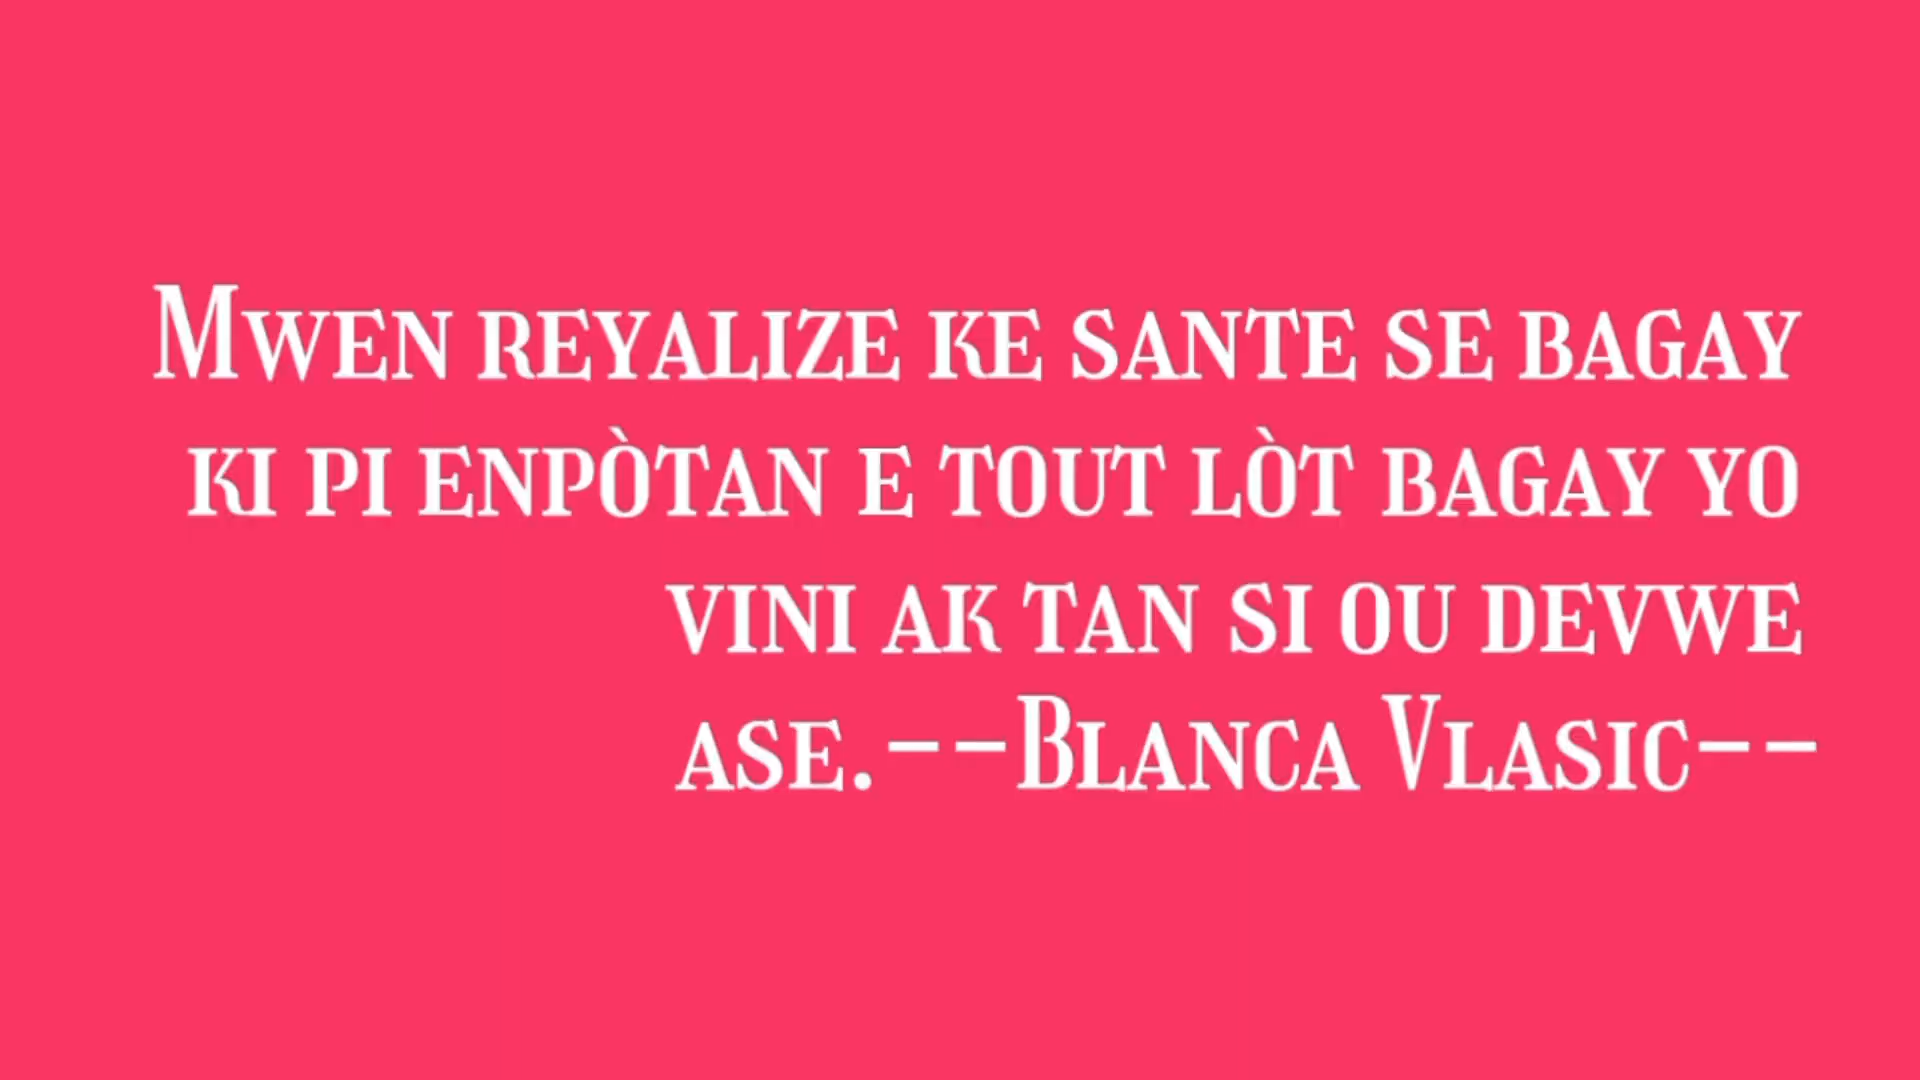 Mwen reyalize ke sante se bagay
ki pi enpòtan e tout lòt bagay yo
vini ak tan si ou devwe
ase.--Blanca Vlasic--